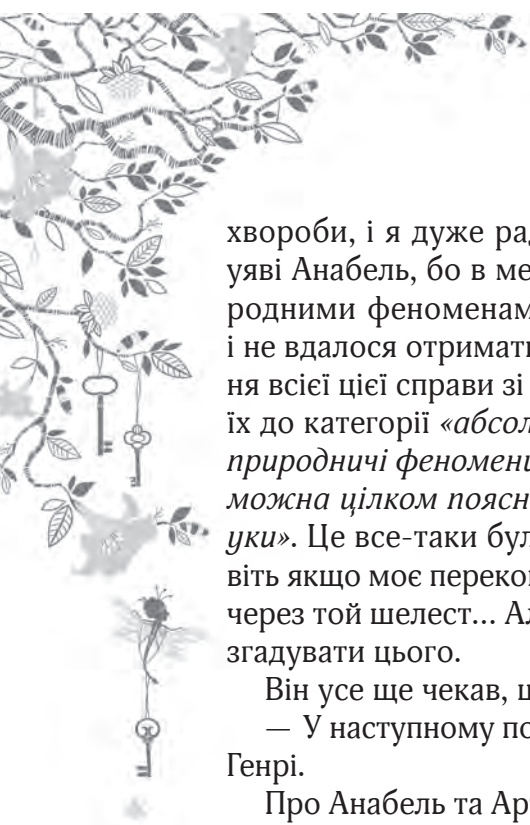 хвороби, і я дуже рад
уяві Анабель, бо в ме
родними феноменам
і не вдалося отримат
ня всієї цієї справи зі
їх до категорії «абсол
природничі феномени
можна цілком поясн
уки». Це все-таки бул
віть якщо моє переко
через той шелест... Ал
згадувати цього.
Він усе ще чекав, щ
— У наступному по
Генрі.
Про Анабель та Ар